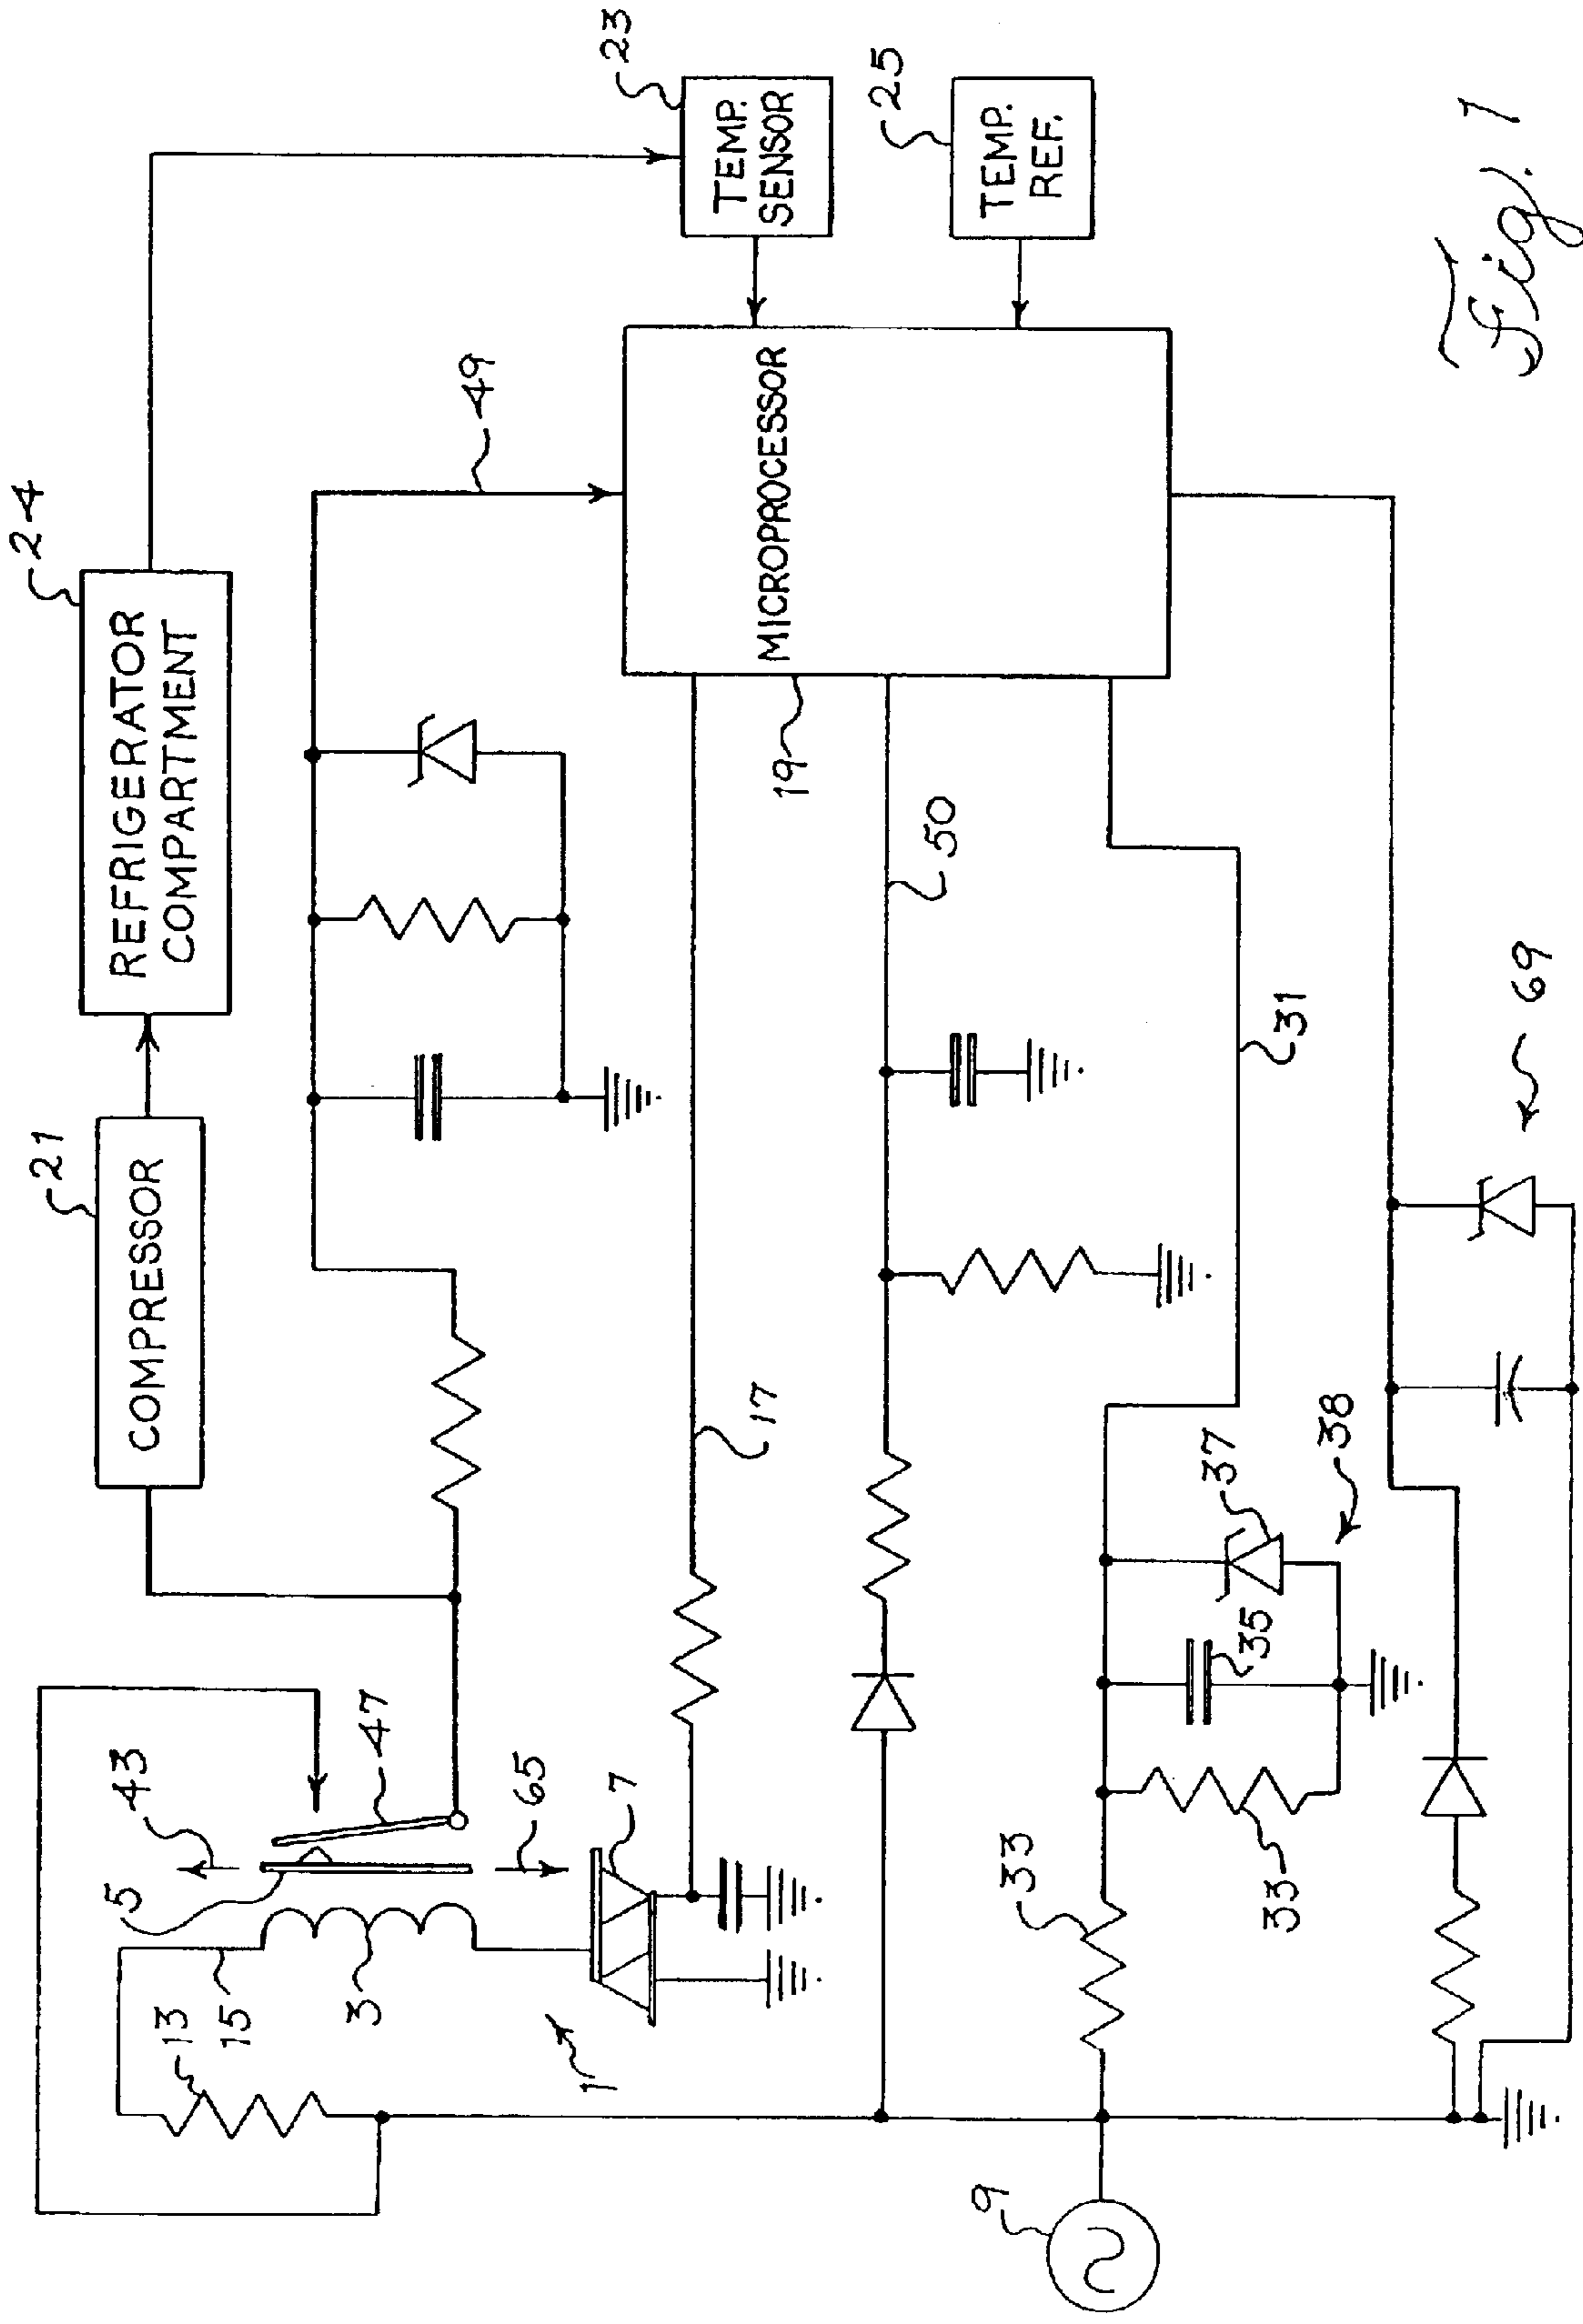 24
REFRIGERATOR
COMPARTMENT
21
COMPRESSOR
23
TEMP.
SENSOR
25
TEMP.
REF.
49
MICROPROCESSOR
19
43
47
5
65
7
13
15
3
1
17
50
31
9
33
33
35
37
38
69
Fig. 1